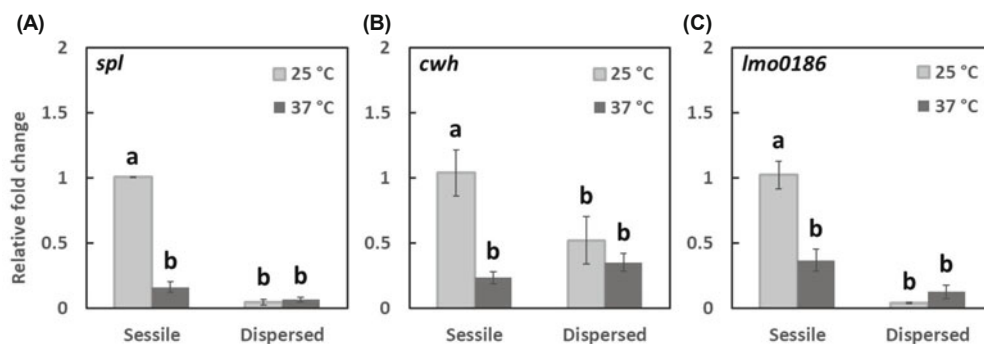 (A)
Relative fold change
2
1.5
1
0.5
0
spl
25 °C
37 °C
a
b
b
b
Sessile
Dispersed
(B)
2
1.5
1
0.5
0
cwh
25 °C
37 °C
a
b
b
b
Sessile
Dispersed
(C)
2
1.5
1
0.5
0
lmo0186
25 °C
37 °C
a
b
b
b
Sessile
Dispersed